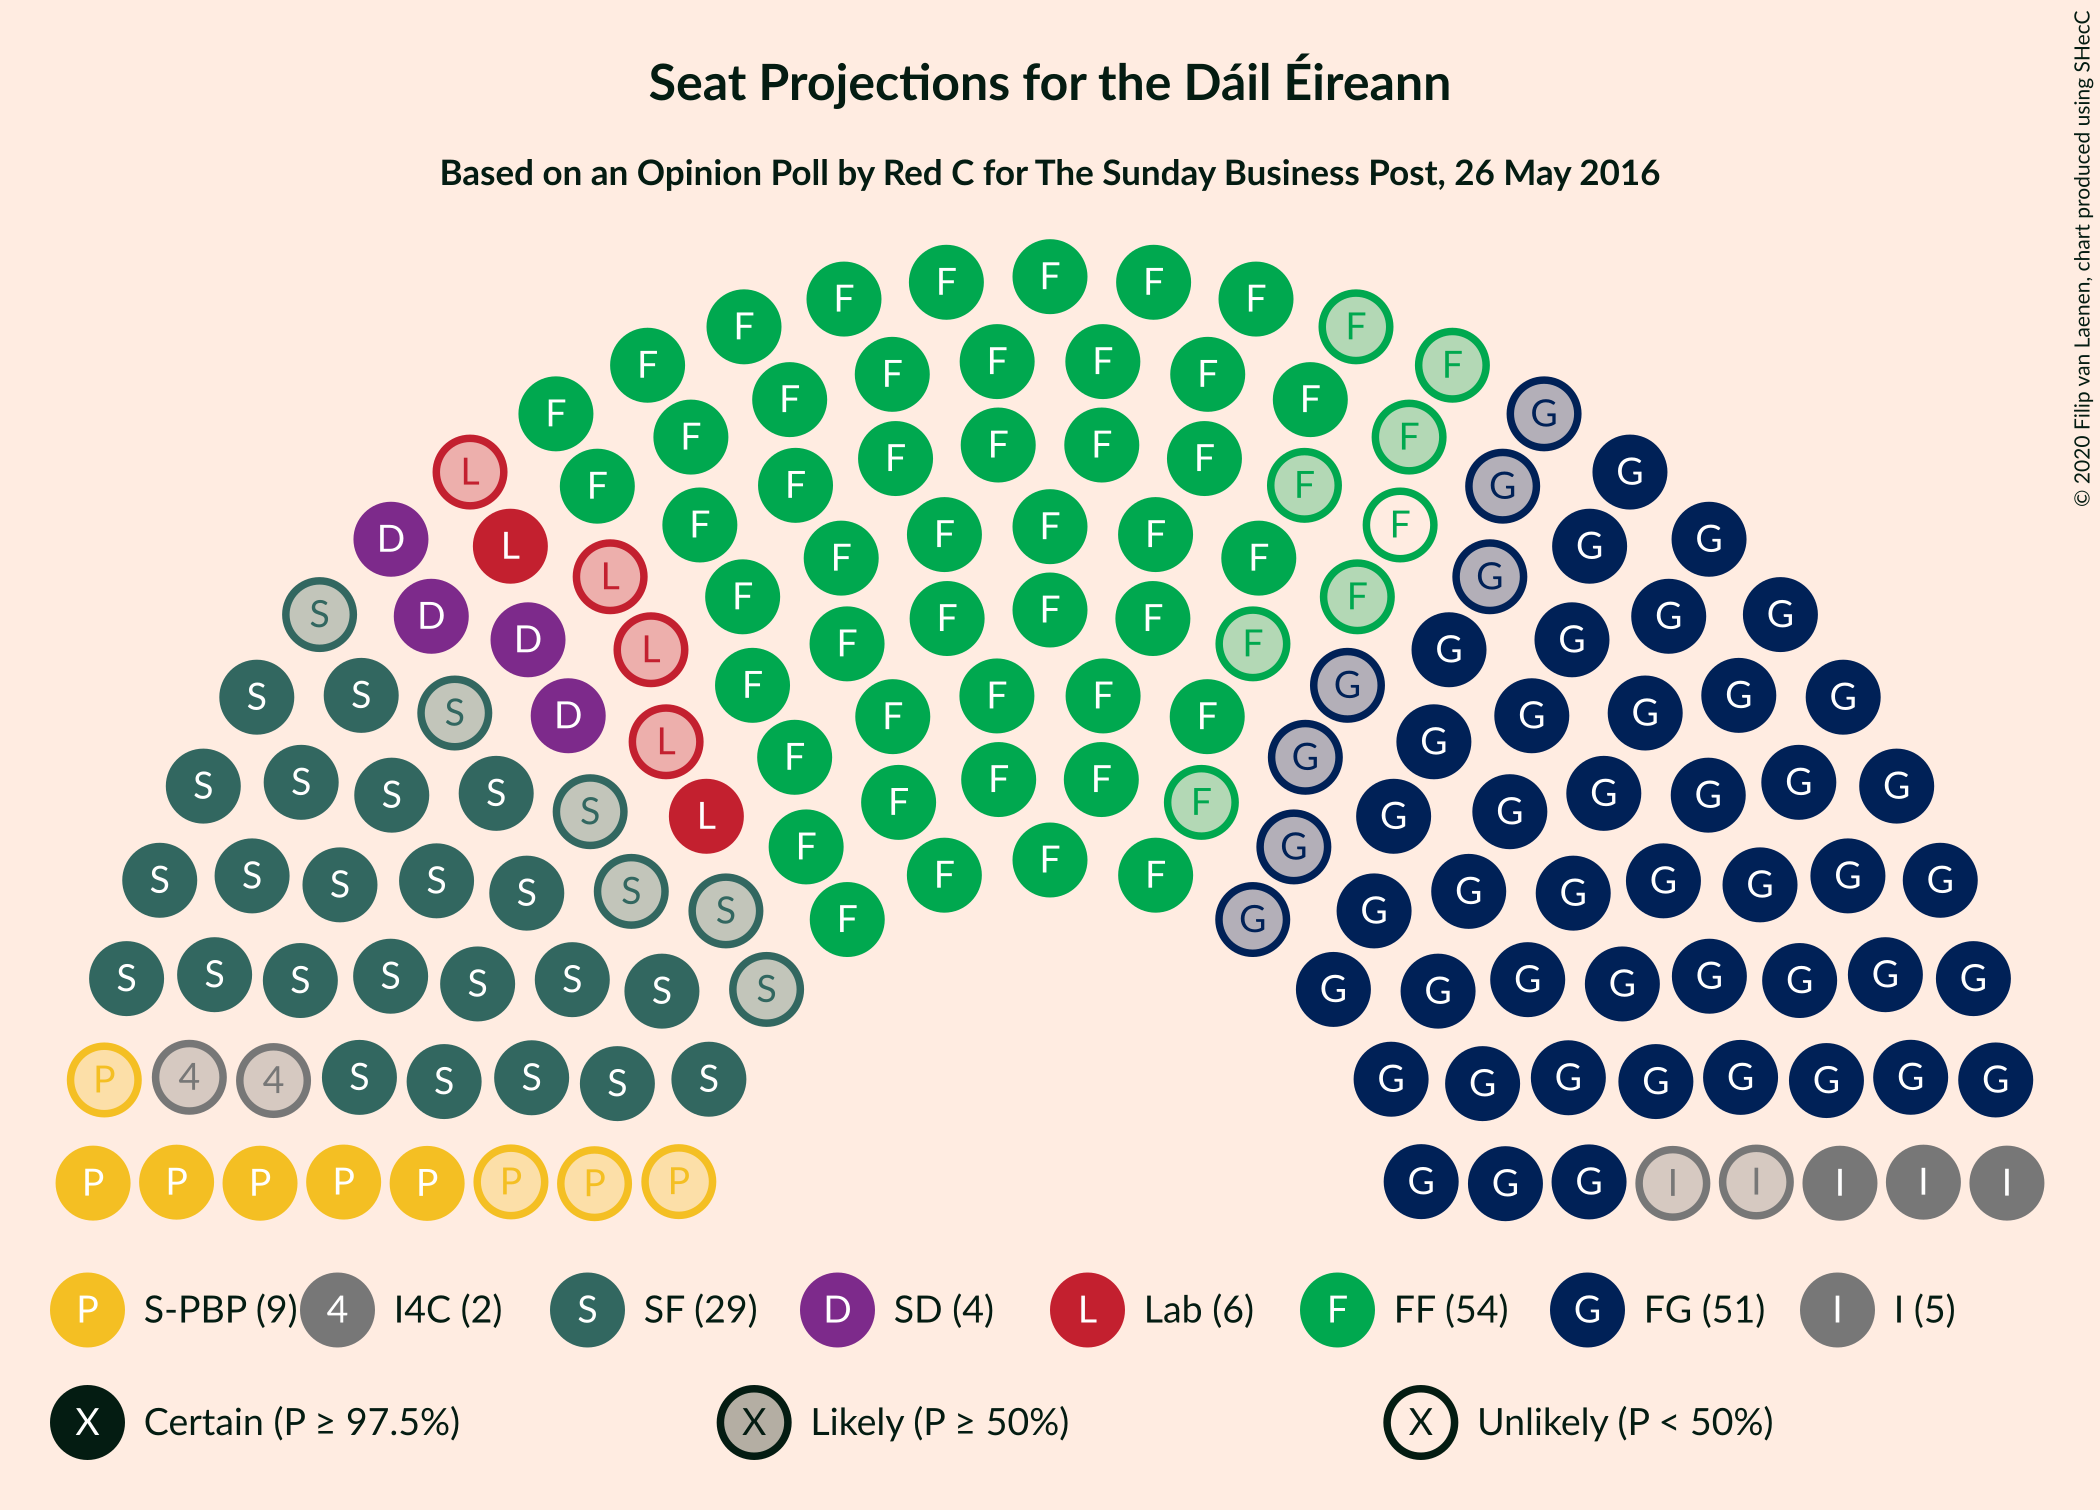 Seat Projections for the Dáil Éireann
Based on an Opinion Poll by Red C for The Sunday Business Post, 26 May 2016
© 2020 Filip van Laenen, chart produced using SHecC
F F F F F
F F F F
F F F F F F
F F F G
F F F F
L F F F F G G
F F F G
F F F
D L F F F G G
L F F G G
S D D F F F G G G
L F F G G
S S S D F F F F G G G G G
L F G G
S S S S F F F G G G G
S L F F G G G
S S S S S F F F G G G G G G
S S F G G G
S S S S S S S S G G G G G G G G
P 4 4 S S S S S G G G G G G G G
P P P P P P P P G G G I I I I I
P S-PBP (9) 4 I4C (2) S SF (29) D SD (4) L Lab (6) F FF (54) G FG (51) I I (5)
X Certain (P ≥ 97.5%) X Likely (P ≥ 50%) X Unlikely (P < 50%)